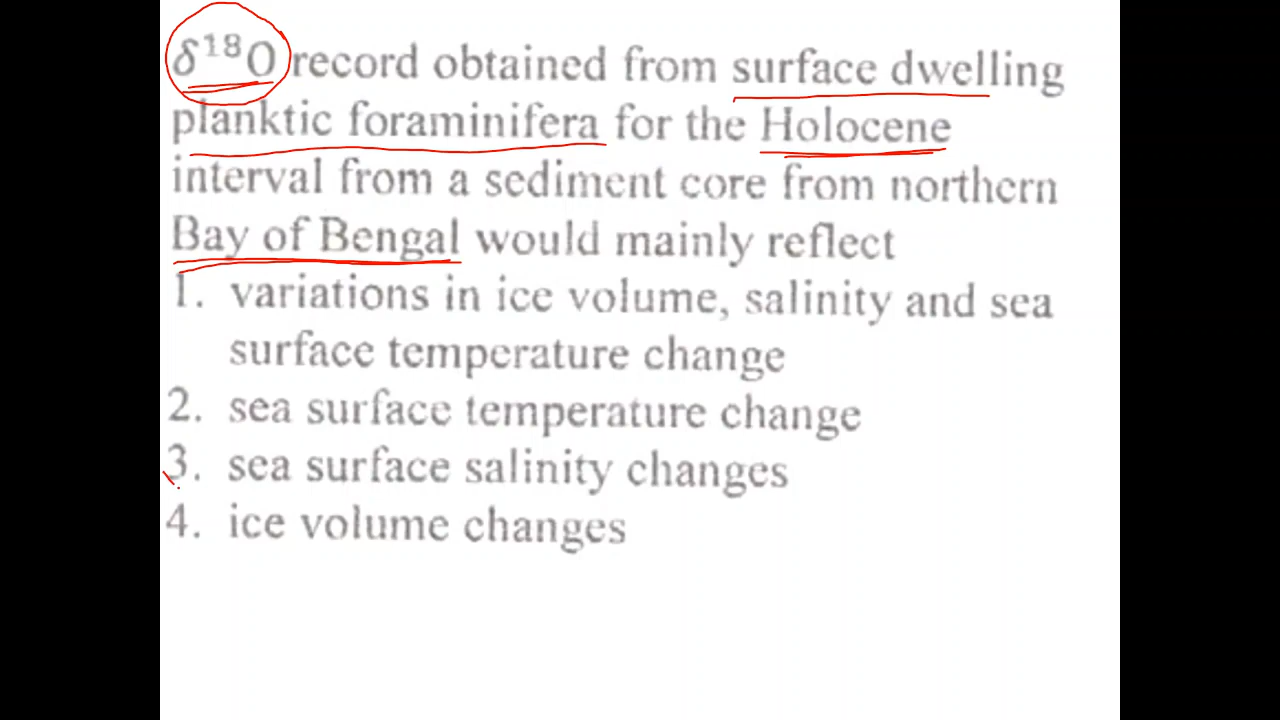 δ¹⁸O record obtained from surface dwelling
planktic foraminifera for the Holocene
interval from a sediment core from northern
Bay of Bengal would mainly reflect
1. variations in ice volume, salinity and sea
surface temperature change
2. sea surface temperature change
3. sea surface salinity changes
4. ice volume changes